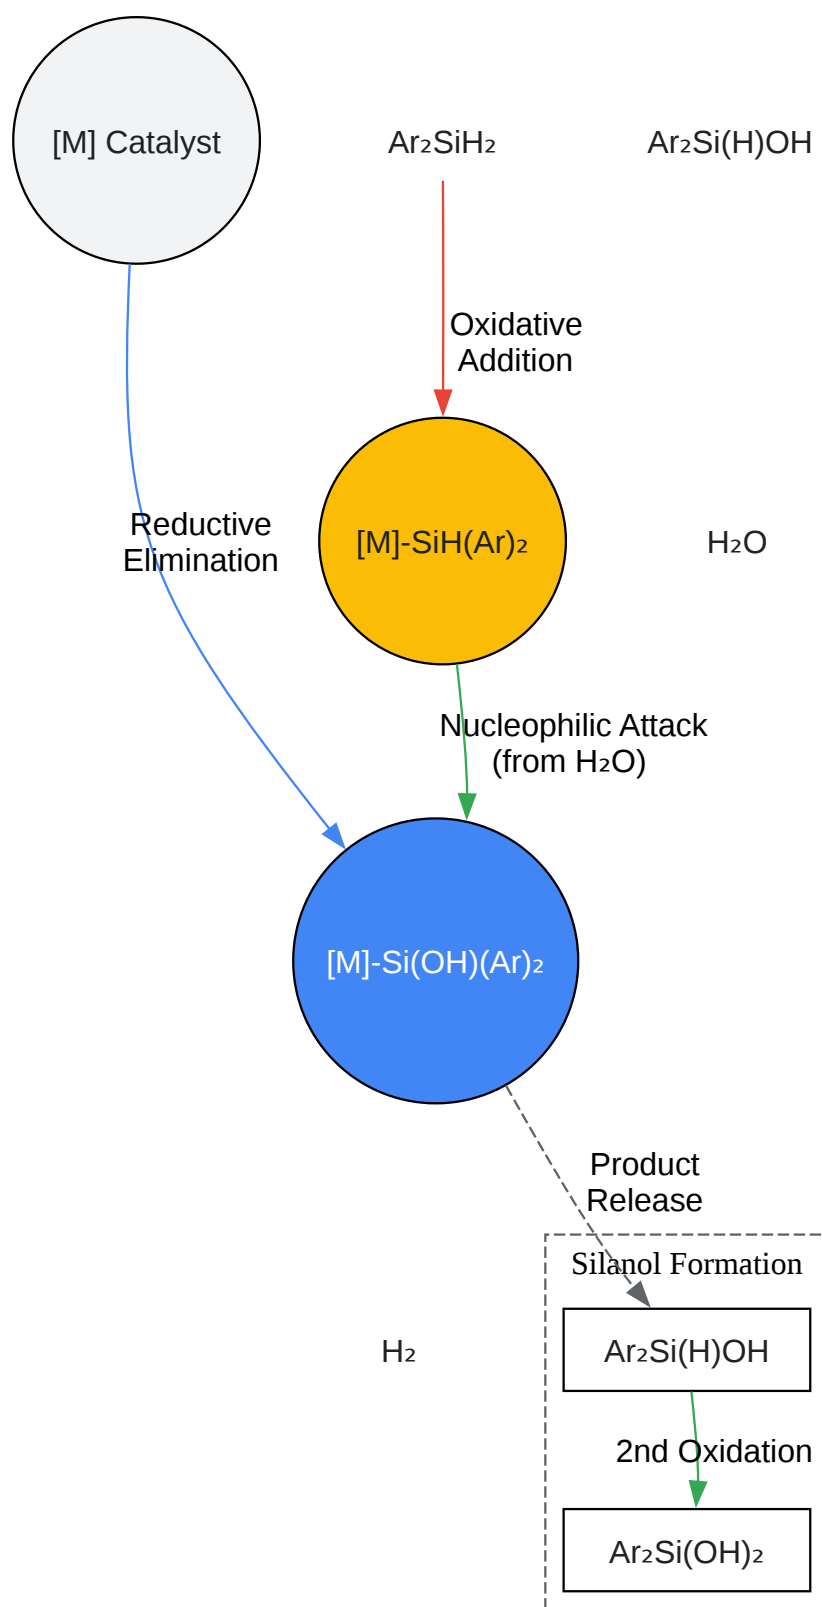 [M] Catalyst
Ar₂SiH₂
Ar₂Si(H)OH
Oxidative
Addition
Reductive
Elimination
[M]-SiH(Ar)₂
H₂O
Nucleophilic Attack
(from H₂O)
[M]-Si(OH)(Ar)₂
Product
Release
Silanol Formation
H₂
Ar₂Si(H)OH
2nd Oxidation
Ar₂Si(OH)₂